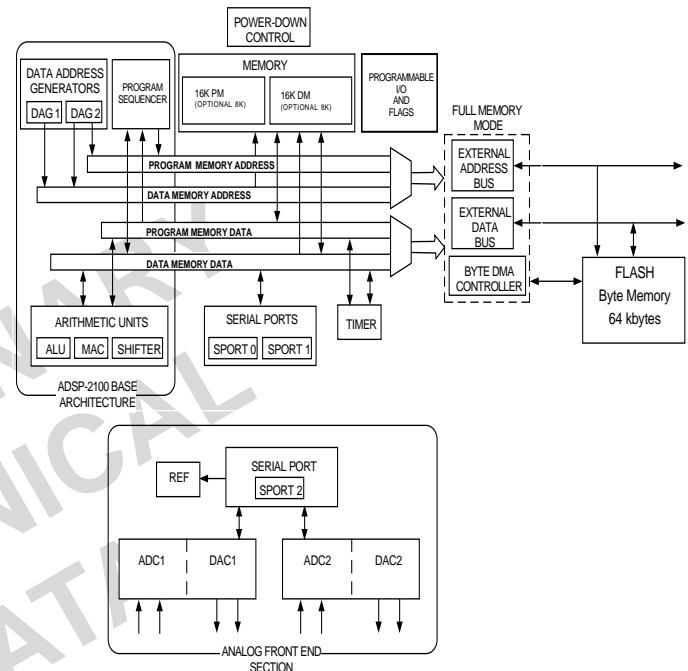 POWER-DOWN
CONTROL
DATA ADDRESS
GENERATORS
DAG 1 DAG 2
PROGRAM
SEQUENCER
MEMORY
16K PM
(OPTIONAL 8K)
16K DM
(OPTIONAL 8K)
PROGRAMMABLE
I/O
AND
FLAGS
FULL MEMORY
MODE
PROGRAM MEMORY ADDRESS
DATA MEMORY ADDRESS
PROGRAM MEMORY DATA
DATA MEMORY DATA
EXTERNAL
ADDRESS
BUS
EXTERNAL
DATA
BUS
BYTE DMA
CONTROLLER
FLASH
Byte Memory
64 kbytes
ARITHMETIC UNITS
ALU MAC SHIFTER
SERIAL PORTS
SPORT 0 SPORT 1
TIMER
ADSP-2100 BASE
ARCHITECTURE
REF
SERIAL PORT
SPORT 2
ADC1 DAC1 ADC2 DAC2
ANALOG FRONT END
SECTION